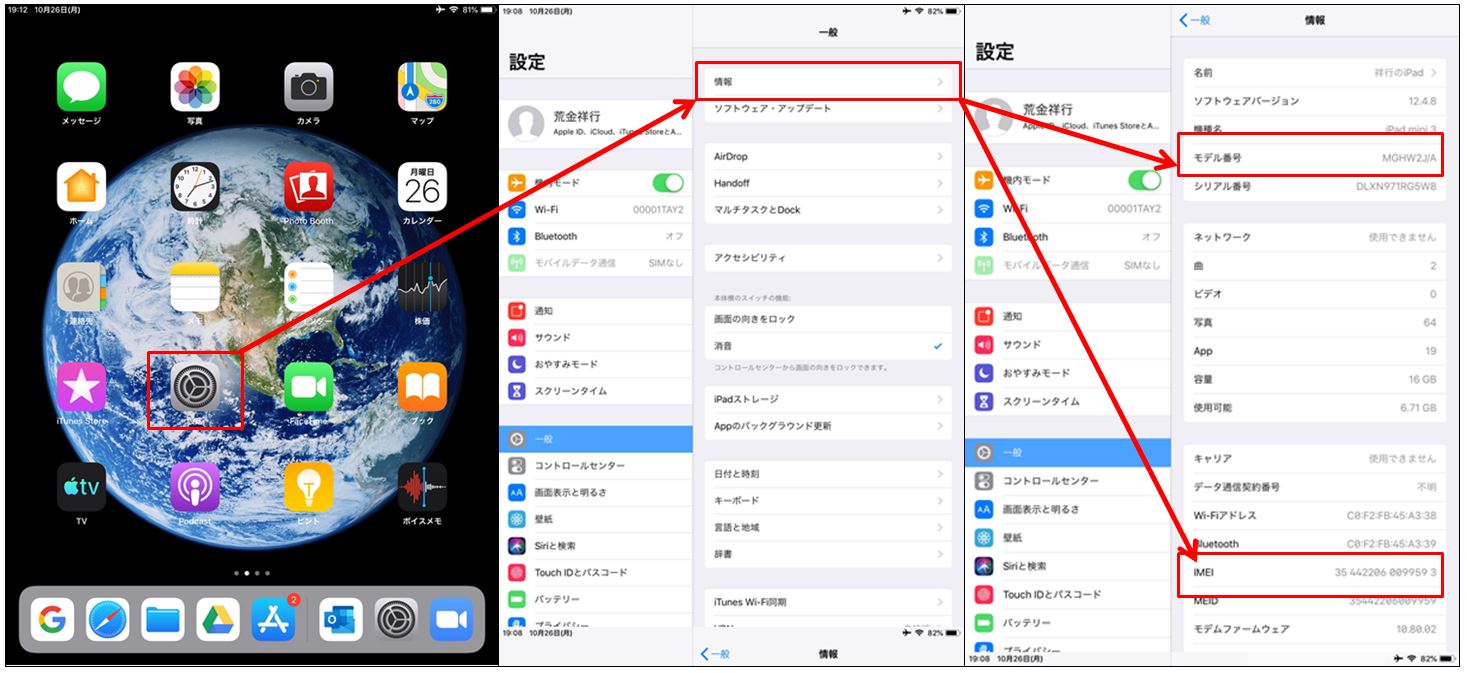 19:12 10月26日(月)
81%
メッセージ
写真
カメラ
マップ
280
ホーム
時計
Photo Booth
月曜日
26
カレンダー
連絡先
メモ
株価
iTunes Store
FaceTime
ブック
tv
TV
Podcast
ヒント
ボイスメモ
2
19:08 10月26日(月)
82%
設定
荒金祥行
Apple ID、iCloud、iTunes StoreとA...
機内モード
Wi-Fi 00001TAY2
Bluetooth オフ
モバイルデータ通信 SIMなし
通知
サウンド
おやすみモード
スクリーンタイム
一般
コントロールセンター
画面表示と明るさ
壁紙
Siriと検索
Touch IDとパスコード
バッテリー
プライバシー
19:08 10月26日(月)
82%
一般
情報
ソフトウェア・アップデート
AirDrop
Handoff
マルチタスクとDock
アクセシビリティ
本体横のスイッチの機能:
画面の向きをロック
消音
コントロールセンターから画面の向きをロックできます。
iPadストレージ
Appのバックグラウンド更新
日付と時刻
キーボード
言語と地域
辞書
iTunes Wi-Fi同期
一般
情報
設定
荒金祥行
Apple ID、iCloud、iTunes StoreとA...
機内モード
Wi-Fi 00001TAY2
Bluetooth オフ
モバイルデータ通信 SIMなし
通知
サウンド
おやすみモード
スクリーンタイム
一般
コントロールセンター
画面表示と明るさ
壁紙
Siriと検索
Touch IDとパスコード
バッテリー
プライバシー
19:08 10月26日(月)
82%
一般
情報
名前 祥行のiPad
ソフトウェアバージョン 12.4.8
機種名 iPad mini 3
モデル番号 MGHW2J/A
シリアル番号 DLXN971RG5W8
ネットワーク 使用できません
曲 2
ビデオ 0
写真 64
App 19
容量 16 GB
使用可能 6.71 GB
キャリア 使用できません
データ通信契約番号 不明
Wi-Fiアドレス C0:F2:FB:45:A3:38
Bluetooth C0:F2:FB:45:A3:39
IMEI 35 442206 009959 3
MEID 35442206009959
モデムファームウェア 10.80.02